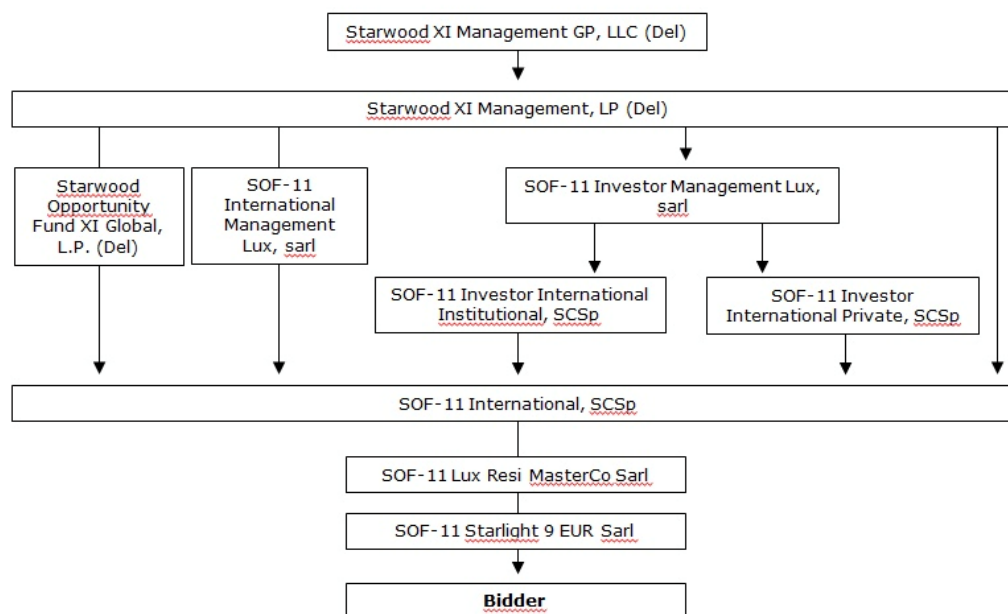 Starwood XI Management GP, LLC (Del)
Starwood XI Management, LP (Del)
Starwood
Opportunity
Fund XI Global,
L.P. (Del)
SOF-11
International
Management
Lux, sarl
SOF-11 Investor Management Lux,
sarl
SOF-11 Investor International
Institutional, SCSp
SOF-11 Investor
International Private, SCSp
SOF-11 International, SCSp
SOF-11 Lux Resi MasterCo Sarl
SOF-11 Starlight 9 EUR Sarl
Bidder